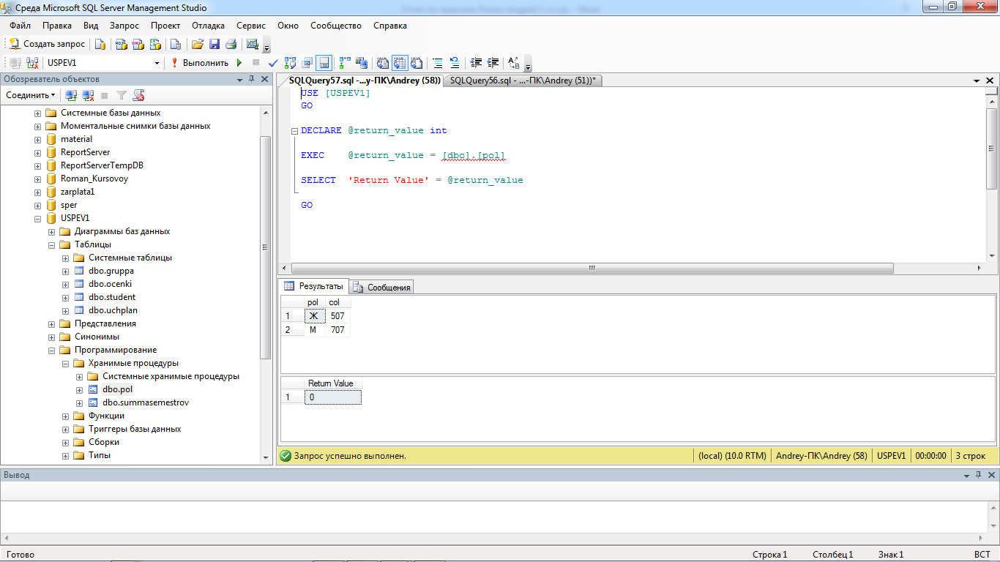 Среда Microsoft SQL Server Management Studio
Файл Правка Вид Запрос Проект Отладка Сервис Окно Сообщество Справка
Создать запрос
USPEV1 Выполнить
Обозреватель объектов
Соединить
Системные базы данных
Моментальные снимки базы данных
material
ReportServer
ReportServerTempDB
Roman_Kursovoy
zarplata1
sper
USPEV1
Диаграммы баз данных
Таблицы
Системные таблицы
dbo.gruppa
dbo.ocenki
dbo.student
dbo.uchplan
Представления
Синонимы
Программирование
Хранимые процедуры
Системные хранимые процедуры
dbo.pol
dbo.summasemestrov
Функции
Триггеры базы данных
Сборки
Типы
SQLQuery57.sql -...y-ПК\Andrey (58)) SQLQuery56.sql - ...-ПК\Andrey (51))*
USE [USPEV1]
GO
DECLARE @return_value int
EXEC @return_value = [dbo].[pol]
SELECT 'Return Value' = @return_value
GO
Результаты Сообщения
pol col
1 Ж 507
2 М 707
Return Value
1 0
Запрос успешно выполнен. (local) (10.0 RTM) Andrey-ПК\Andrey (58) USPEV1 00:00:00 3 строк
Вывод
Готово Строка 1 Столбец 1 Знак 1 ВСТ